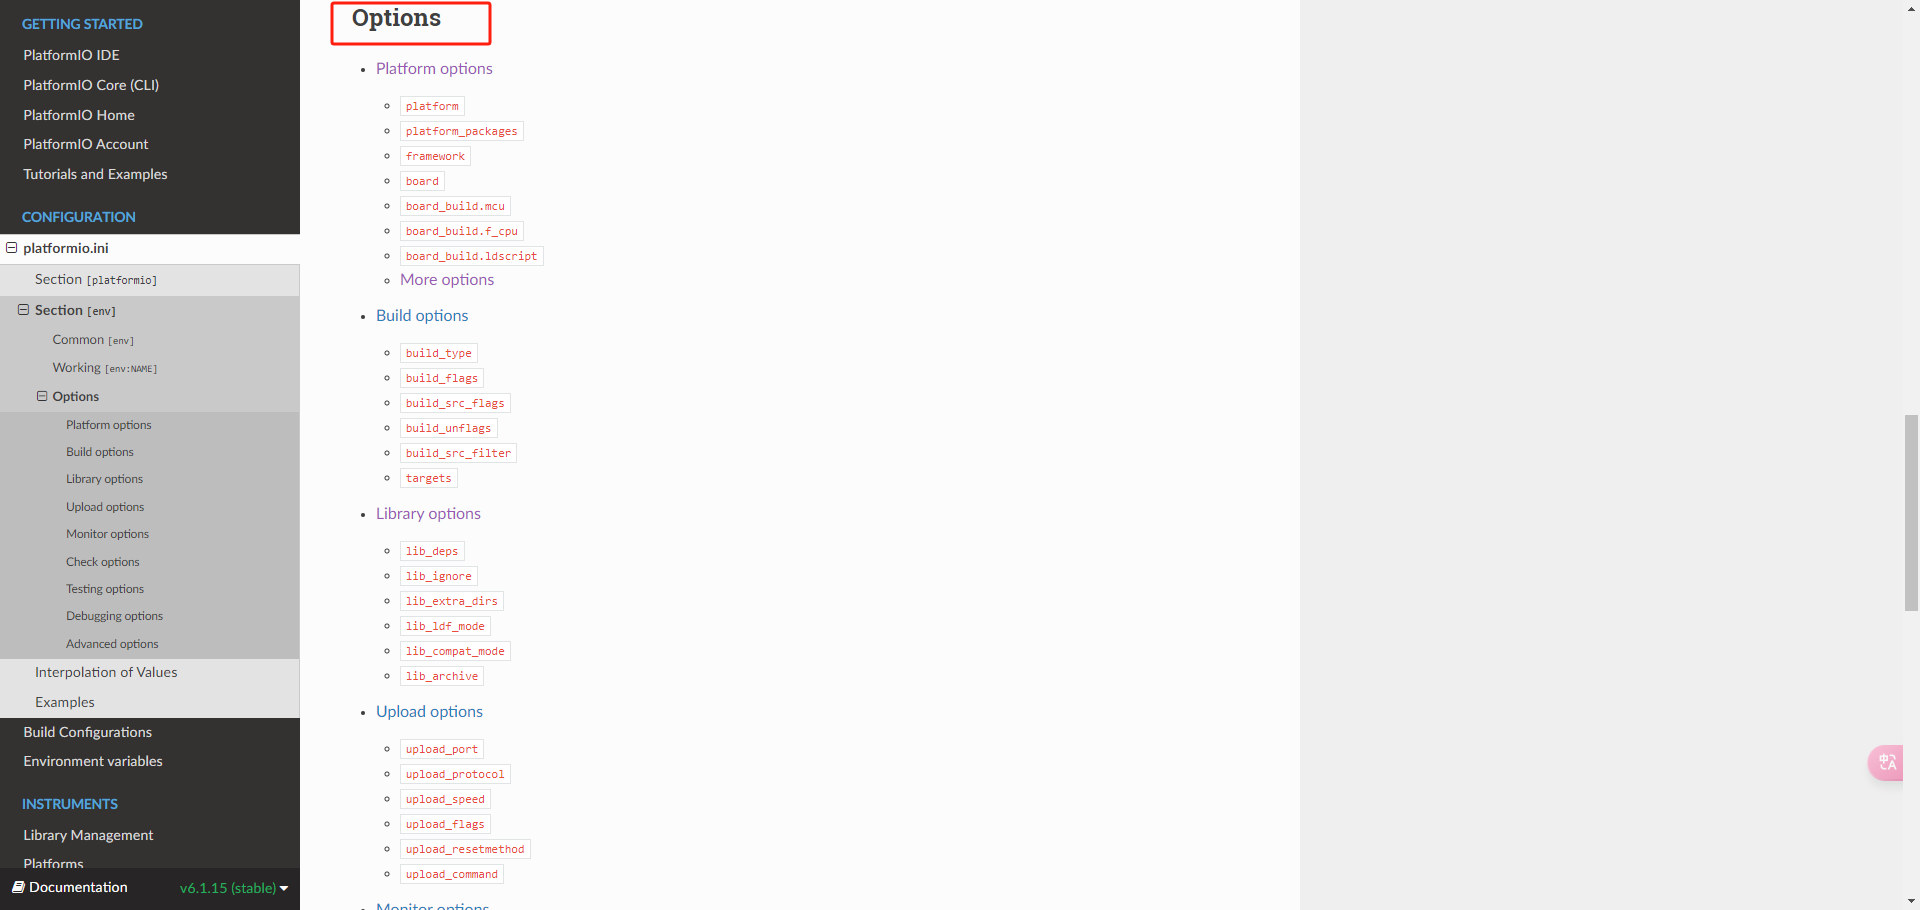 GETTING STARTED
PlatformIO IDE
PlatformIO Core (CLI)
PlatformIO Home
PlatformIO Account
Tutorials and Examples
CONFIGURATION
platformio.ini
Section [platformio]
Section [env]
Common [env]
Working [env:NAME]
Options
Platform options
Build options
Library options
Upload options
Monitor options
Check options
Testing options
Debugging options
Advanced options
Interpolation of Values
Examples
Build Configurations
Environment variables
INSTRUMENTS
Library Management
Platforms
Documentation
v6.1.15 (stable)
Options
Platform options
platform
platform_packages
framework
board
board_build.mcu
board_build.f_cpu
board_build.ldscript
More options
Build options
build_type
build_flags
build_src_flags
build_unflags
build_src_filter
targets
Library options
lib_deps
lib_ignore
lib_extra_dirs
lib_ldf_mode
lib_compat_mode
lib_archive
Upload options
upload_port
upload_protocol
upload_speed
upload_flags
upload_resetmethod
upload_command
Monitor options
中A